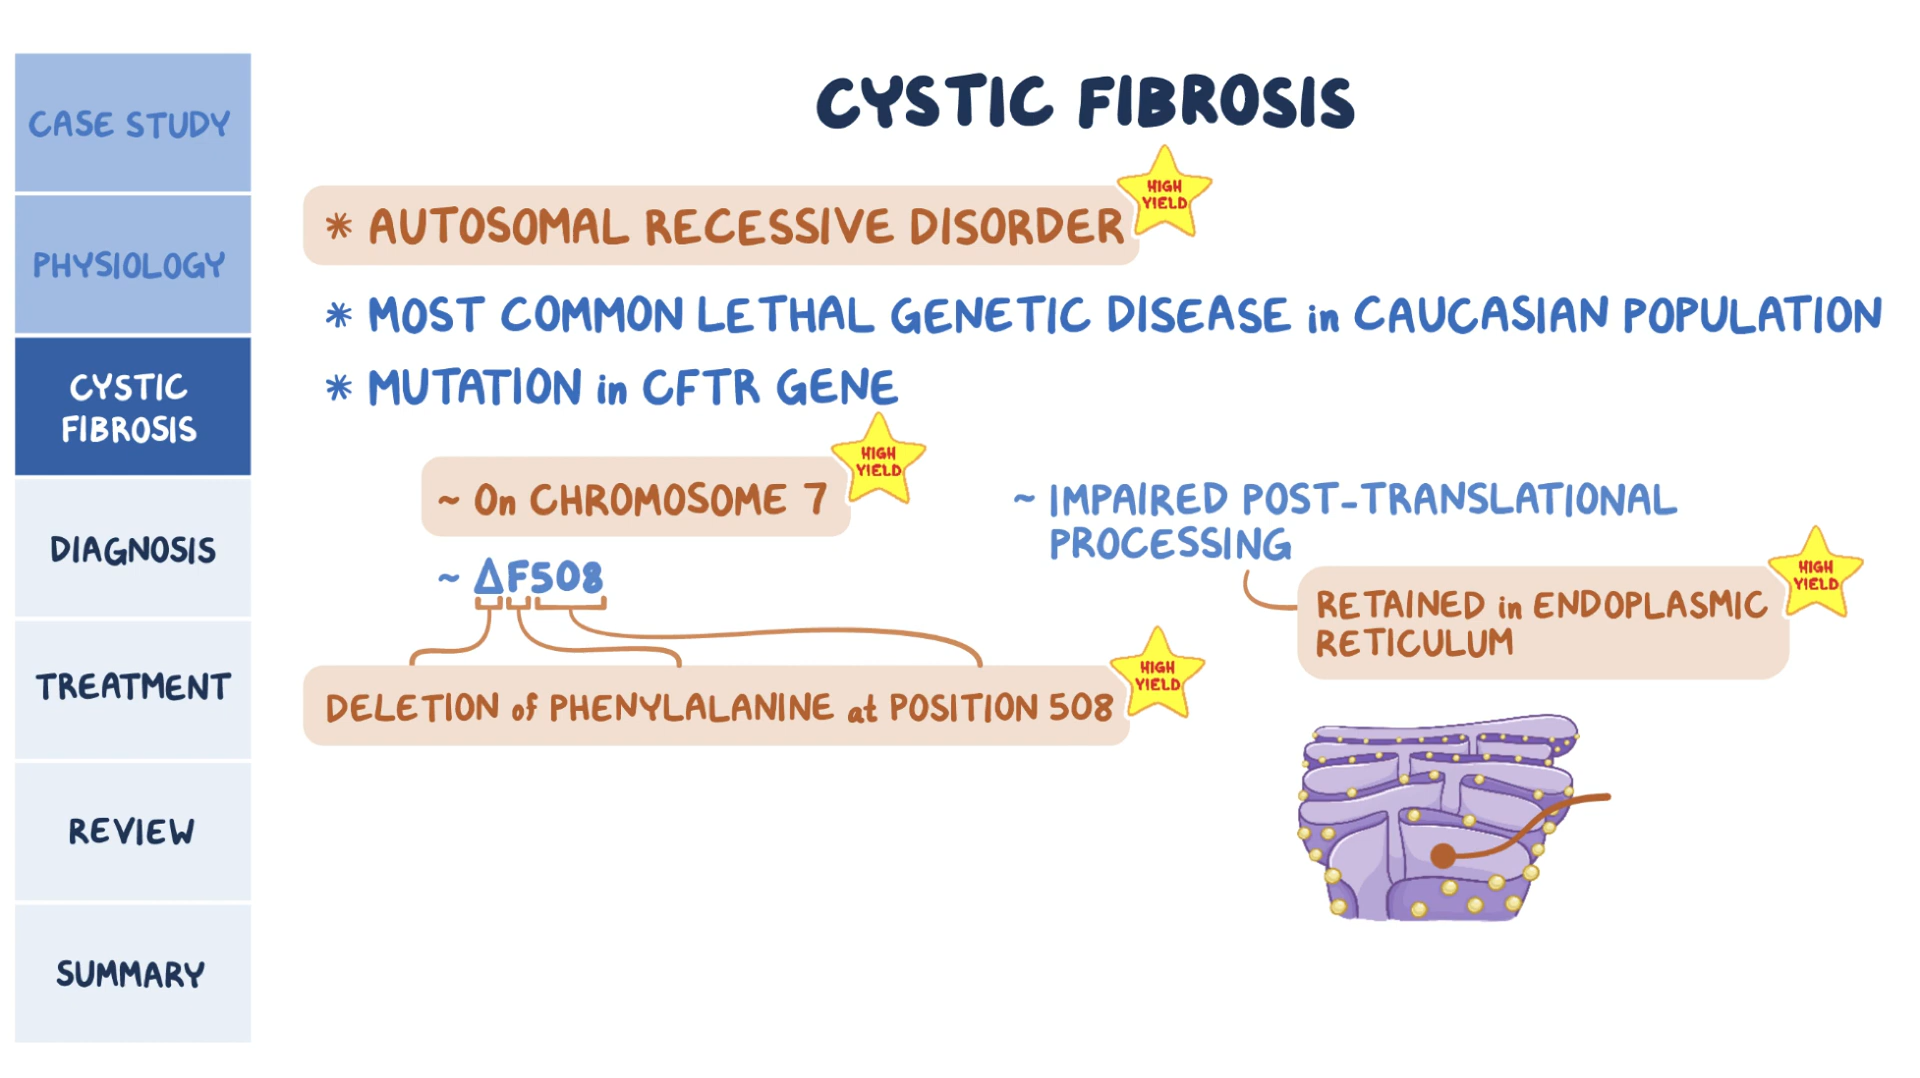 CASE STUDY
PHYSIOLOGY
CYSTIC
FIBROSIS
DIAGNOSIS
TREATMENT
REVIEW
SUMMARY
CYSTIC FIBROSIS
* AUTOSOMAL RECESSIVE DISORDER
HIGH
YIELD
* MOST COMMON LETHAL GENETIC DISEASE in CAUCASIAN POPULATION
* MUTATION in CFTR GENE
~ On CHROMOSOME 7
HIGH
YIELD
~ ΔF508
DELETION of PHENYLALANINE at POSITION 508
HIGH
YIELD
~ IMPAIRED POST-TRANSLATIONAL
PROCESSING
RETAINED in ENDOPLASMIC
RETICULUM
HIGH
YIELD